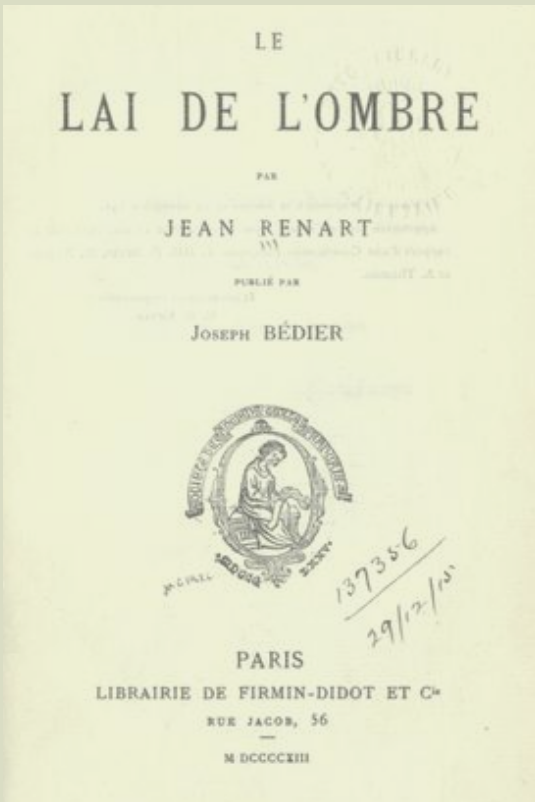 LE
LAI DE L'OMBRE
PAR
JEAN RENART
PUBLIÉ PAR
JOSEPH BÉDIER
137356
29/12/15
PARIS
LIBRAIRIE DE FIRMIN-DIDOT ET Cie
RUE JACOB, 56
M DCCCCXIII